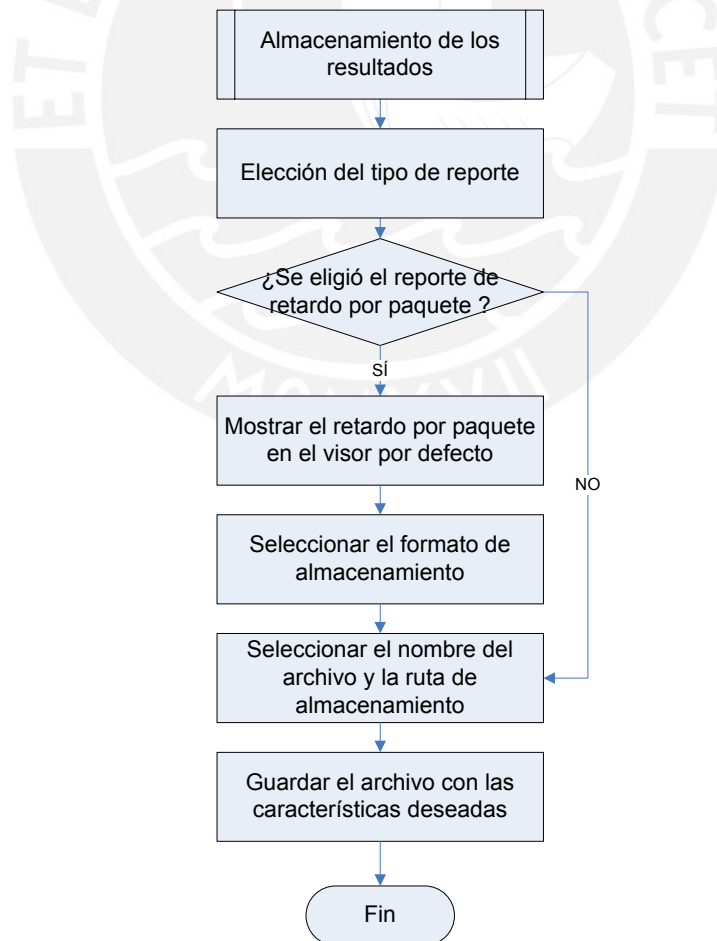 Almacenamiento de los
resultados
Elección del tipo de reporte
¿Se eligió el reporte de
retardo por paquete ?
SÍ
Mostrar el retardo por paquete
en el visor por defecto
NO
Seleccionar el formato de
almacenamiento
Seleccionar el nombre del
archivo y la ruta de
almacenamiento
Guardar el archivo con las
características deseadas
Fin